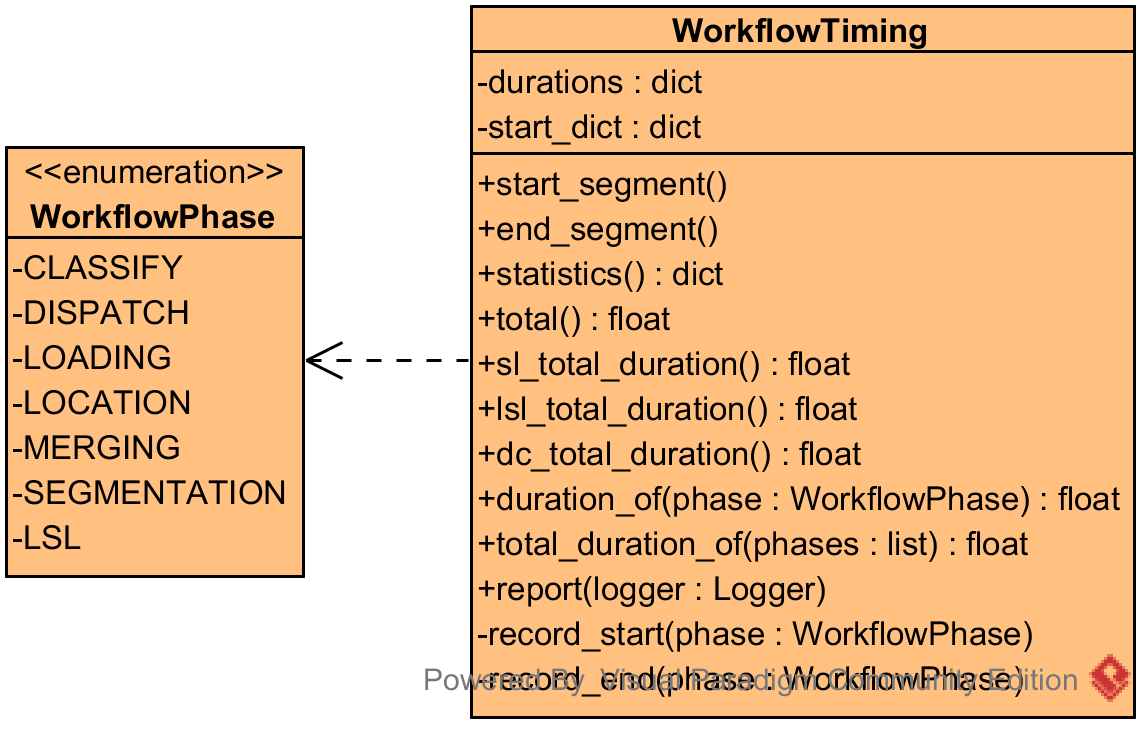 <<enumeration>>
WorkflowPhase
-CLASSIFY
-DISPATCH
-LOADING
-LOCATION
-MERGING
-SEGMENTATION
-LSL
WorkflowTiming
-durations : dict
-start_dict : dict
+start_segment()
+end_segment()
+statistics() : dict
+total() : float
+sl_total_duration() : float
+lsl_total_duration() : float
+dc_total_duration() : float
+duration_of(phase : WorkflowPhase) : float
+total_duration_of(phases : list) : float
+report(logger : Logger)
-record_start(phase : WorkflowPhase)
-record_end(phase : WorkflowPhase)
Powered By Visual Paradigm Community Edition